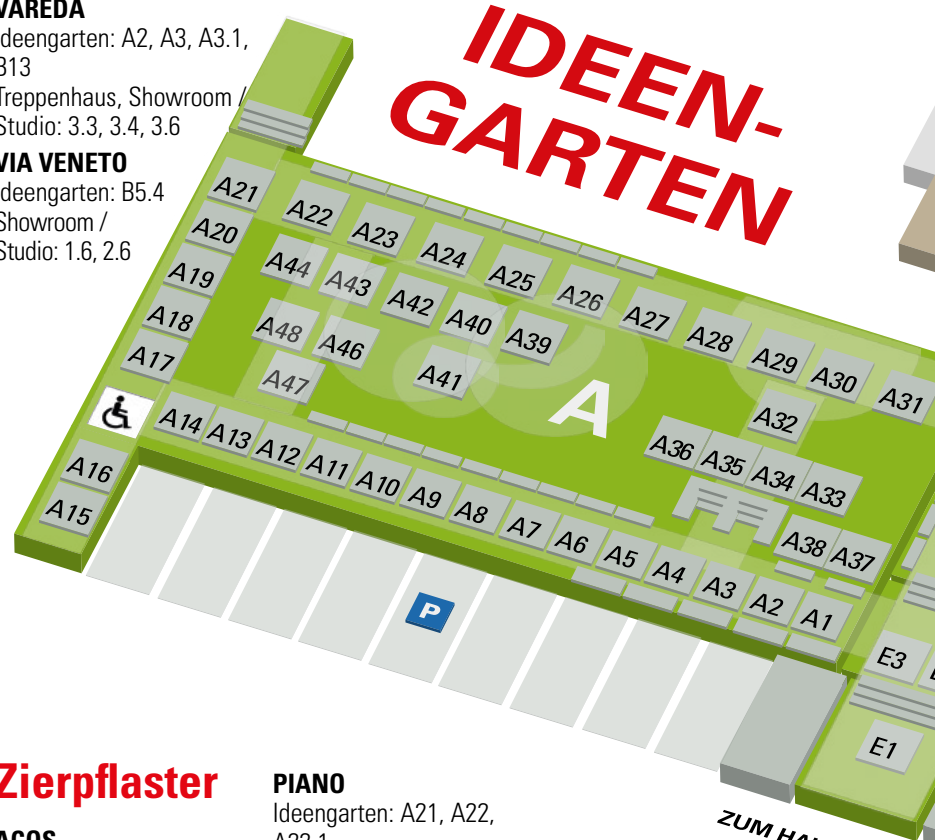 VAREDA
Ideengarten: A2, A3, A3.1,
B13
Treppenhaus, Showroom /
Studio: 3.3, 3.4, 3.6
VIA VENETO
Ideengarten: B5.4
Showroom /
Studio: 1.6, 2.6
IDEEN-
GARTEN
A21
A22
A20
A23
A24
A19
A44
A43
A25
A18
A42
A26
A40
A27
A17
A48
A46
A39
A28
A47
A41
A29
A30
A31
A
A32
A14
A13
A12
A11
A10
A9
A8
A7
A6
A5
A4
A3
A2
A1
A36
A35
A34
A33
A38
A37
A16
A15
P
E3
E1
Zierpflaster
PIANO
Ideengarten: A21, A22,
ZUM